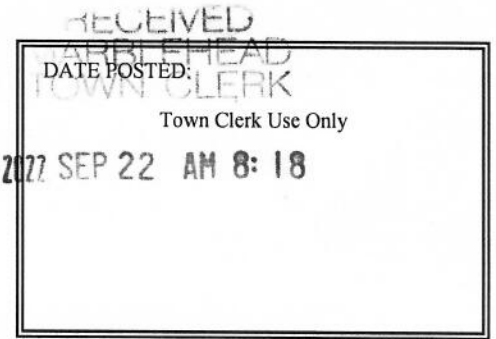 RECEIVED
MARBLEHEAD
TOWN CLERK
DATE POSTED:
Town Clerk Use Only
2022 SEP 22 AM 8: 18